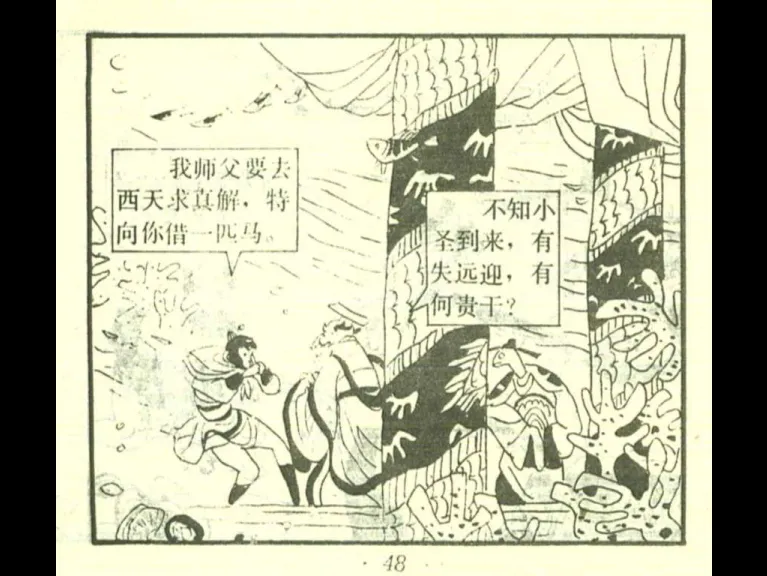 我师父要去
西天求真解，特
向你借一匹马。
不知小
圣到来，有
失远迎，有
何贵干？
· 48 ·